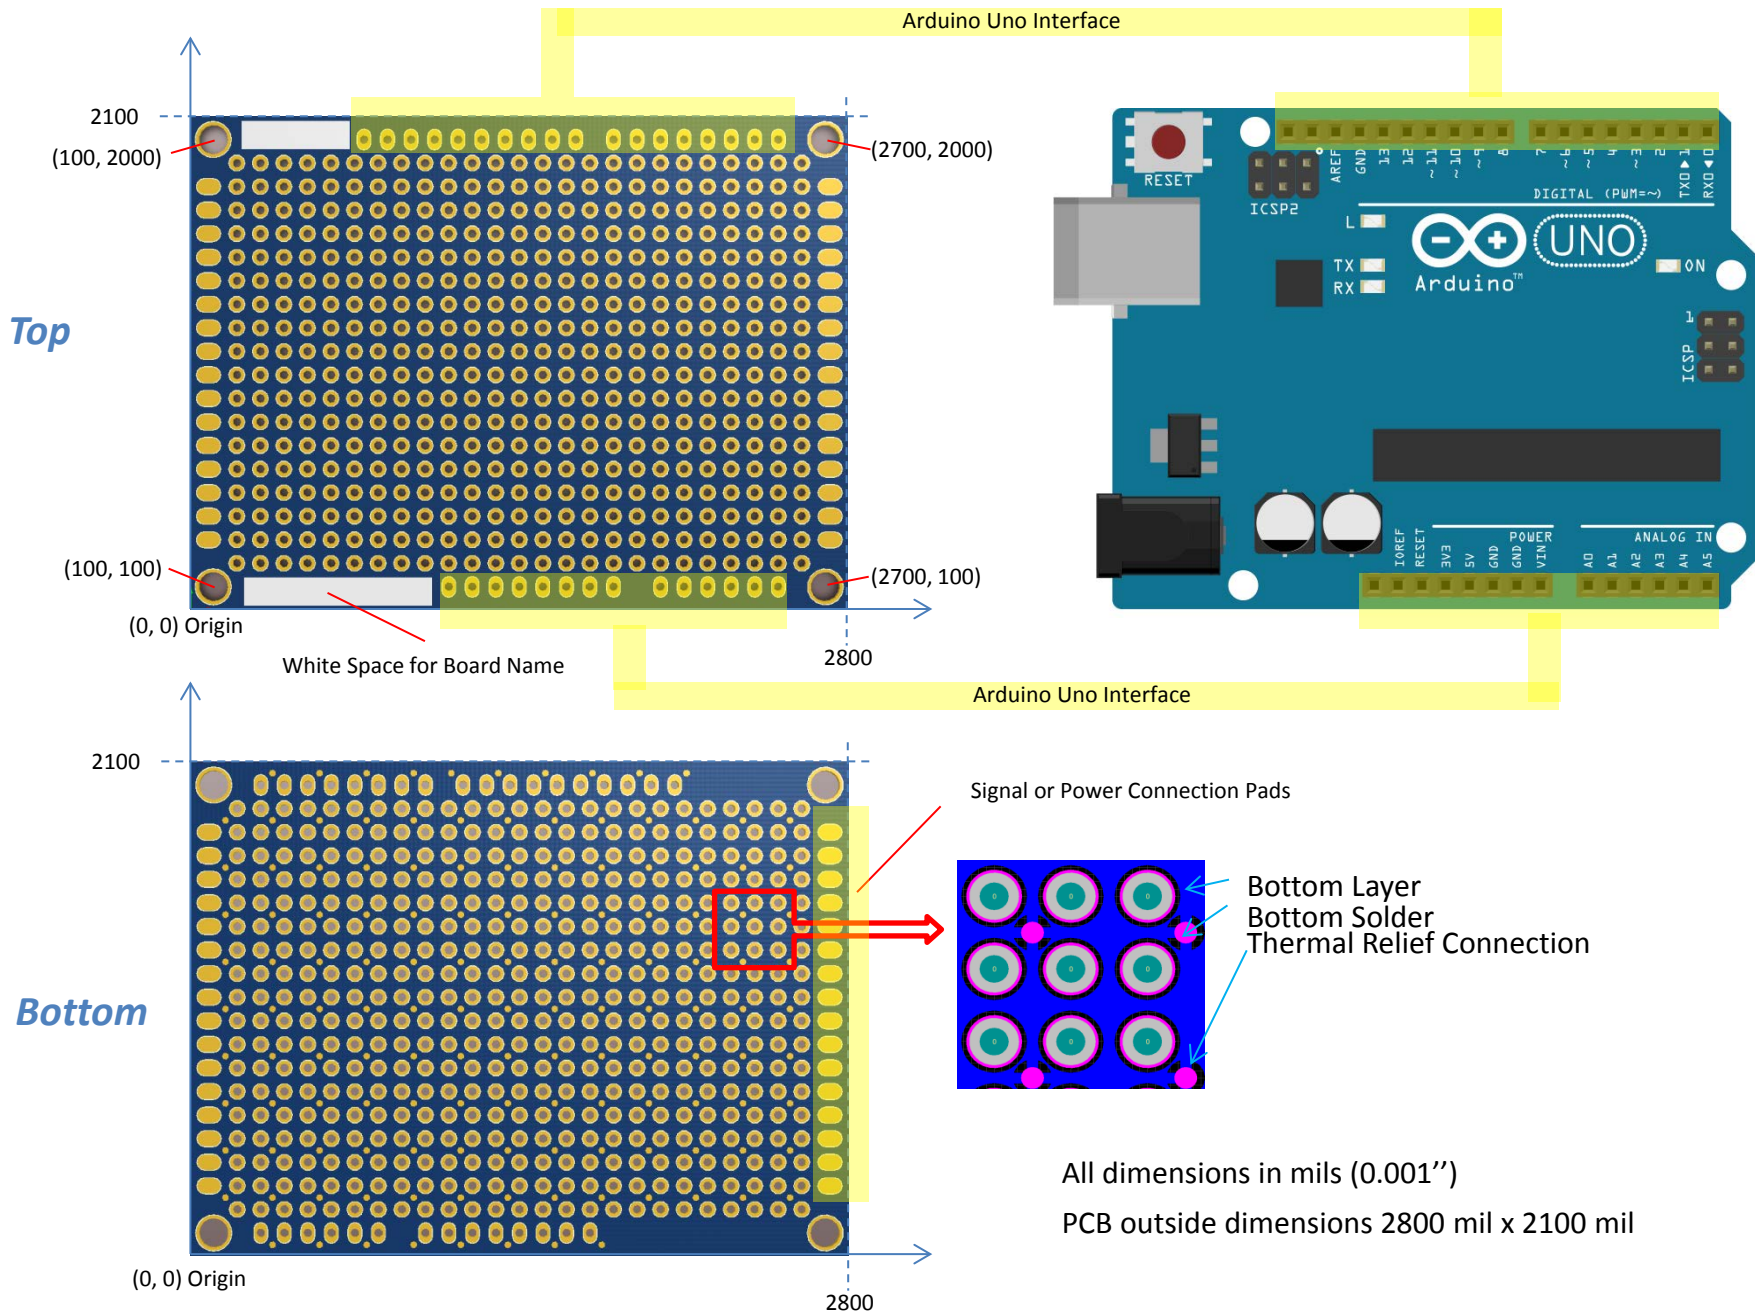 Arduino Uno Interface
2100
(100, 2000)
(2700, 2000)
Top
(100, 100)
(2700, 100)
(0, 0) Origin
2800
White Space for Board Name
RESET
ICSP2
AREF
GND
13
12
~11
~10
~9
8
7
~6
~5
4
~3
2
TX0▶1
RX0◀0
DIGITAL (PWM=~)
L
TX
RX
UNO
Arduino™
ON
1
ICSP
IOREF
RESET
3V3
5V
GND
GND
VIN
POWER
ANALOG IN
A0
A1
A2
A3
A4
A5
Arduino Uno Interface
2100
Signal or Power Connection Pads
Bottom Layer
Bottom Solder
Thermal Relief Connection
Bottom
All dimensions in mils (0.001’’)
PCB outside dimensions 2800 mil x 2100 mil
(0, 0) Origin
2800